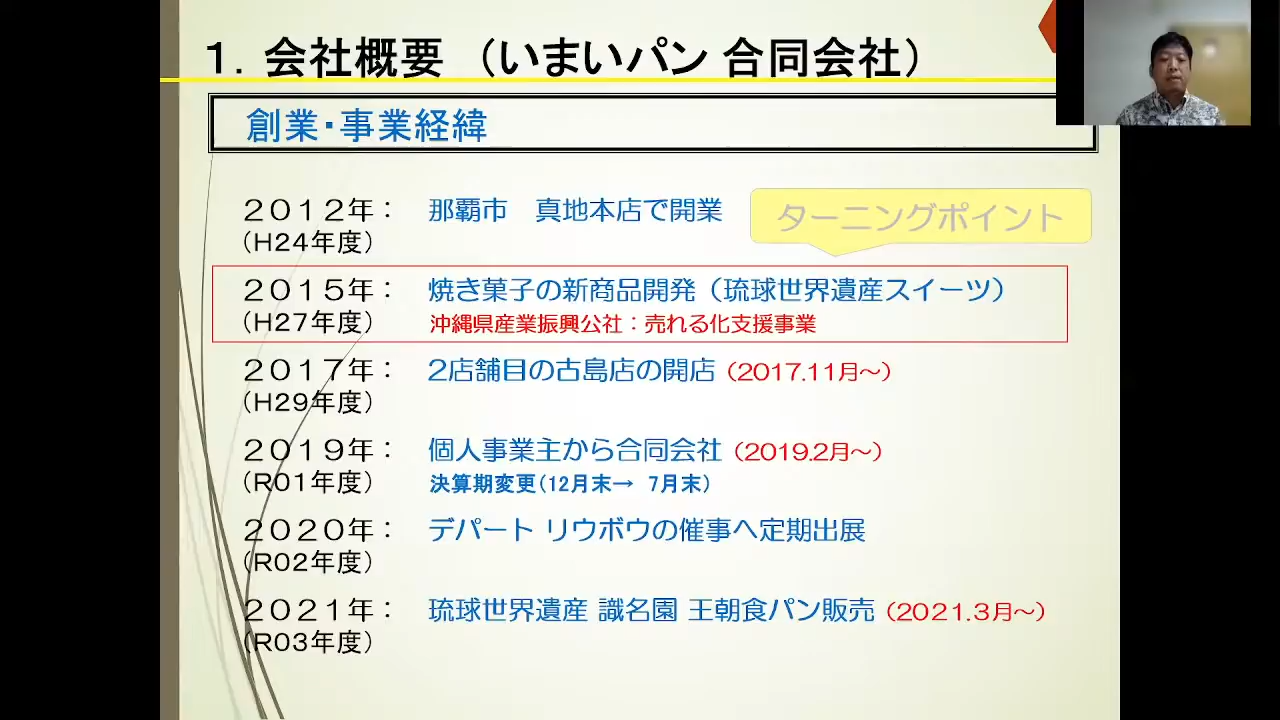 １．会社概要 （いまいパン 合同会社）
創業・事業経緯
２０１２年： 那覇市 真地本店で開業
（H24年度）
ターニングポイント
２０１５年： 焼き菓子の新商品開発（琉球世界遺産スイーツ）
（H27年度） 沖縄県産業振興公社：売れる化支援事業
２０１７年： 2店舗目の古島店の開店（2017.11月～）
（H29年度）
２０１９年： 個人事業主から合同会社（2019.2月～）
（R01年度） 決算期変更（12月末→ 7月末）
２０２０年： デパート リウボウの催事へ定期出展
（R02年度）
２０２１年： 琉球世界遺産 識名園 王朝食パン販売（2021.3月～）
（R03年度）